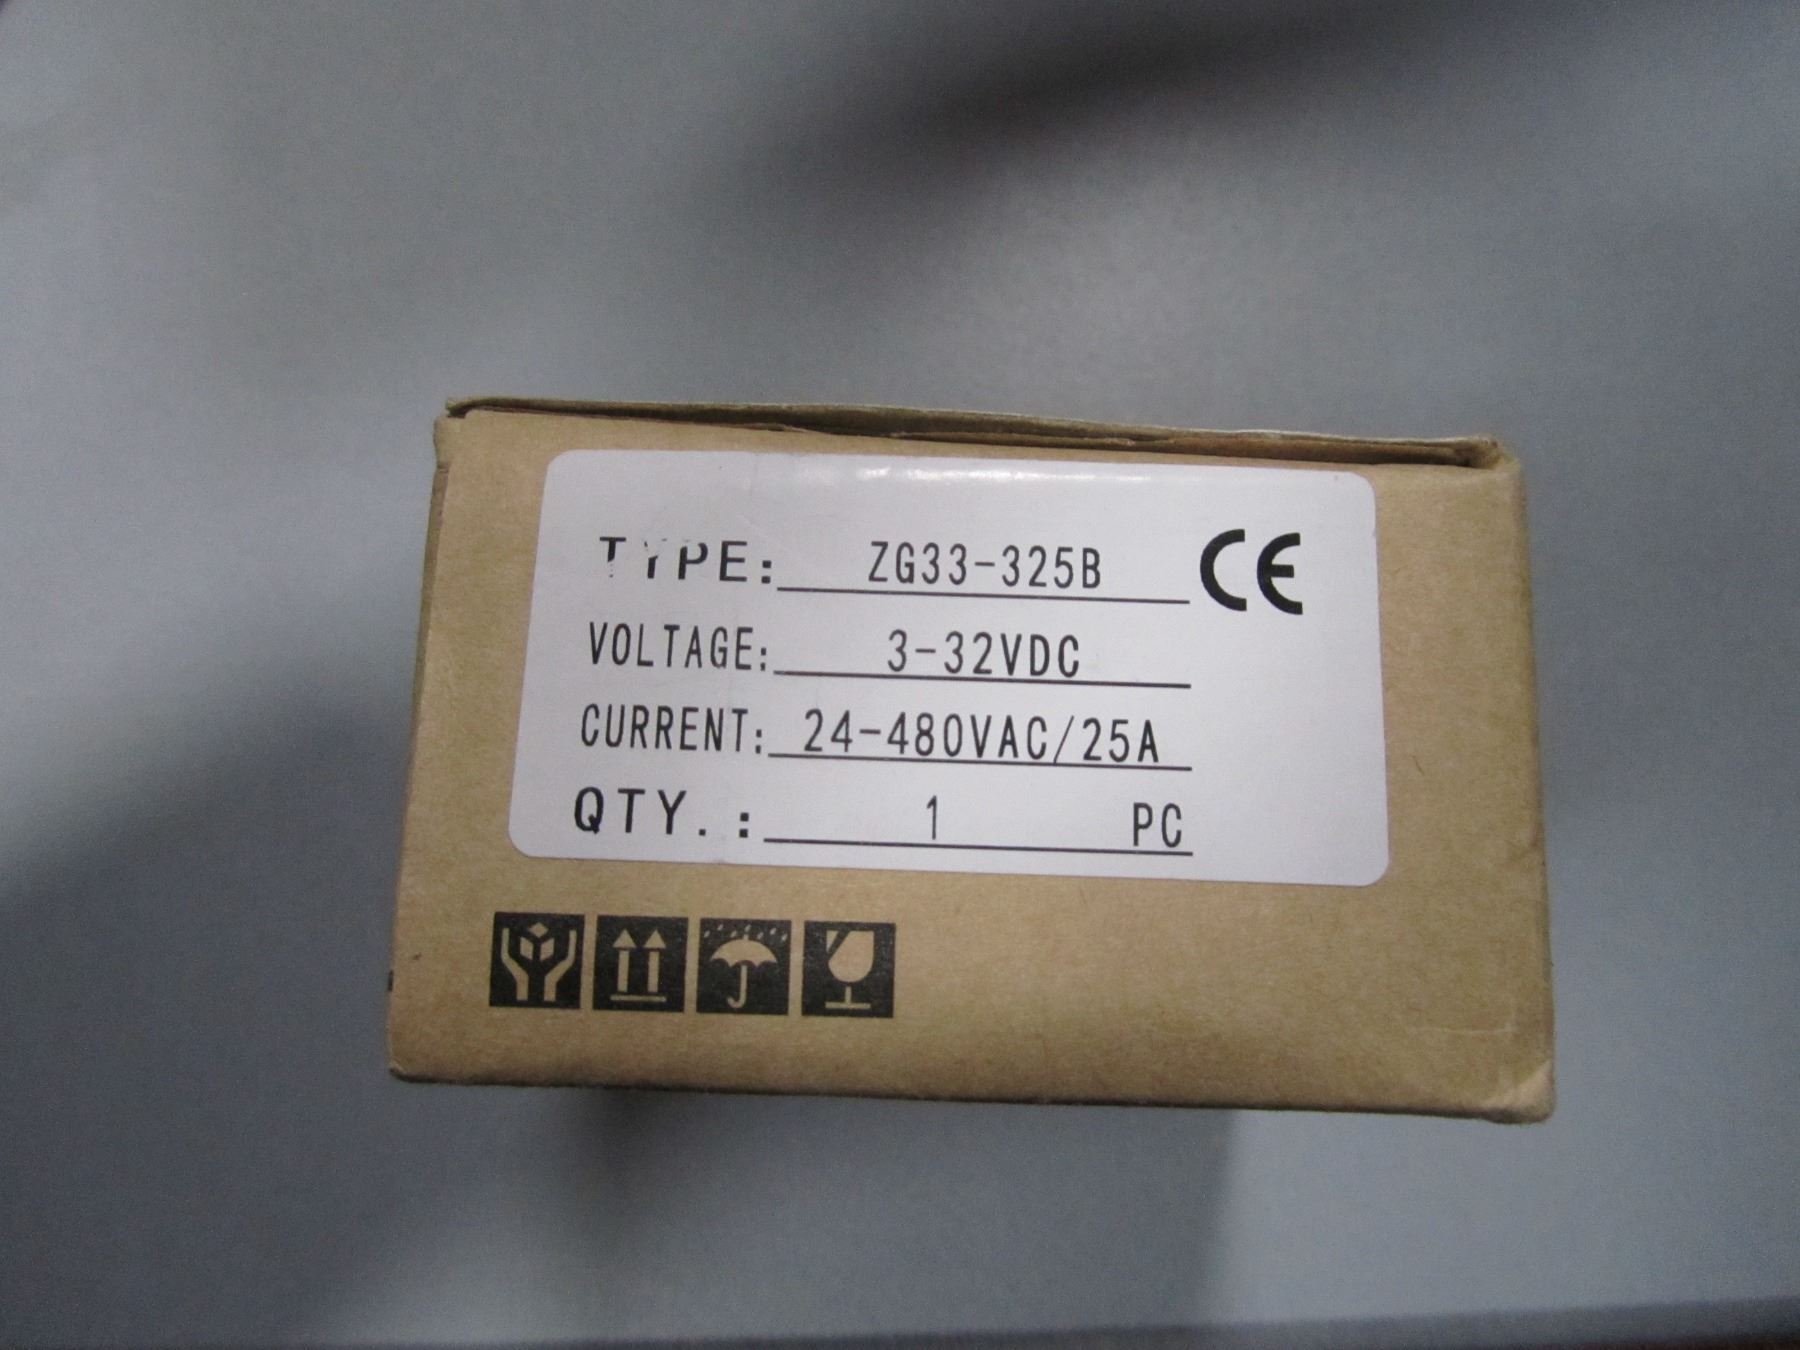 TYPE: ZG33-325B CE
VOLTAGE: 3-32VDC
CURRENT: 24-480VAC/25A
QTY.: 1 PC